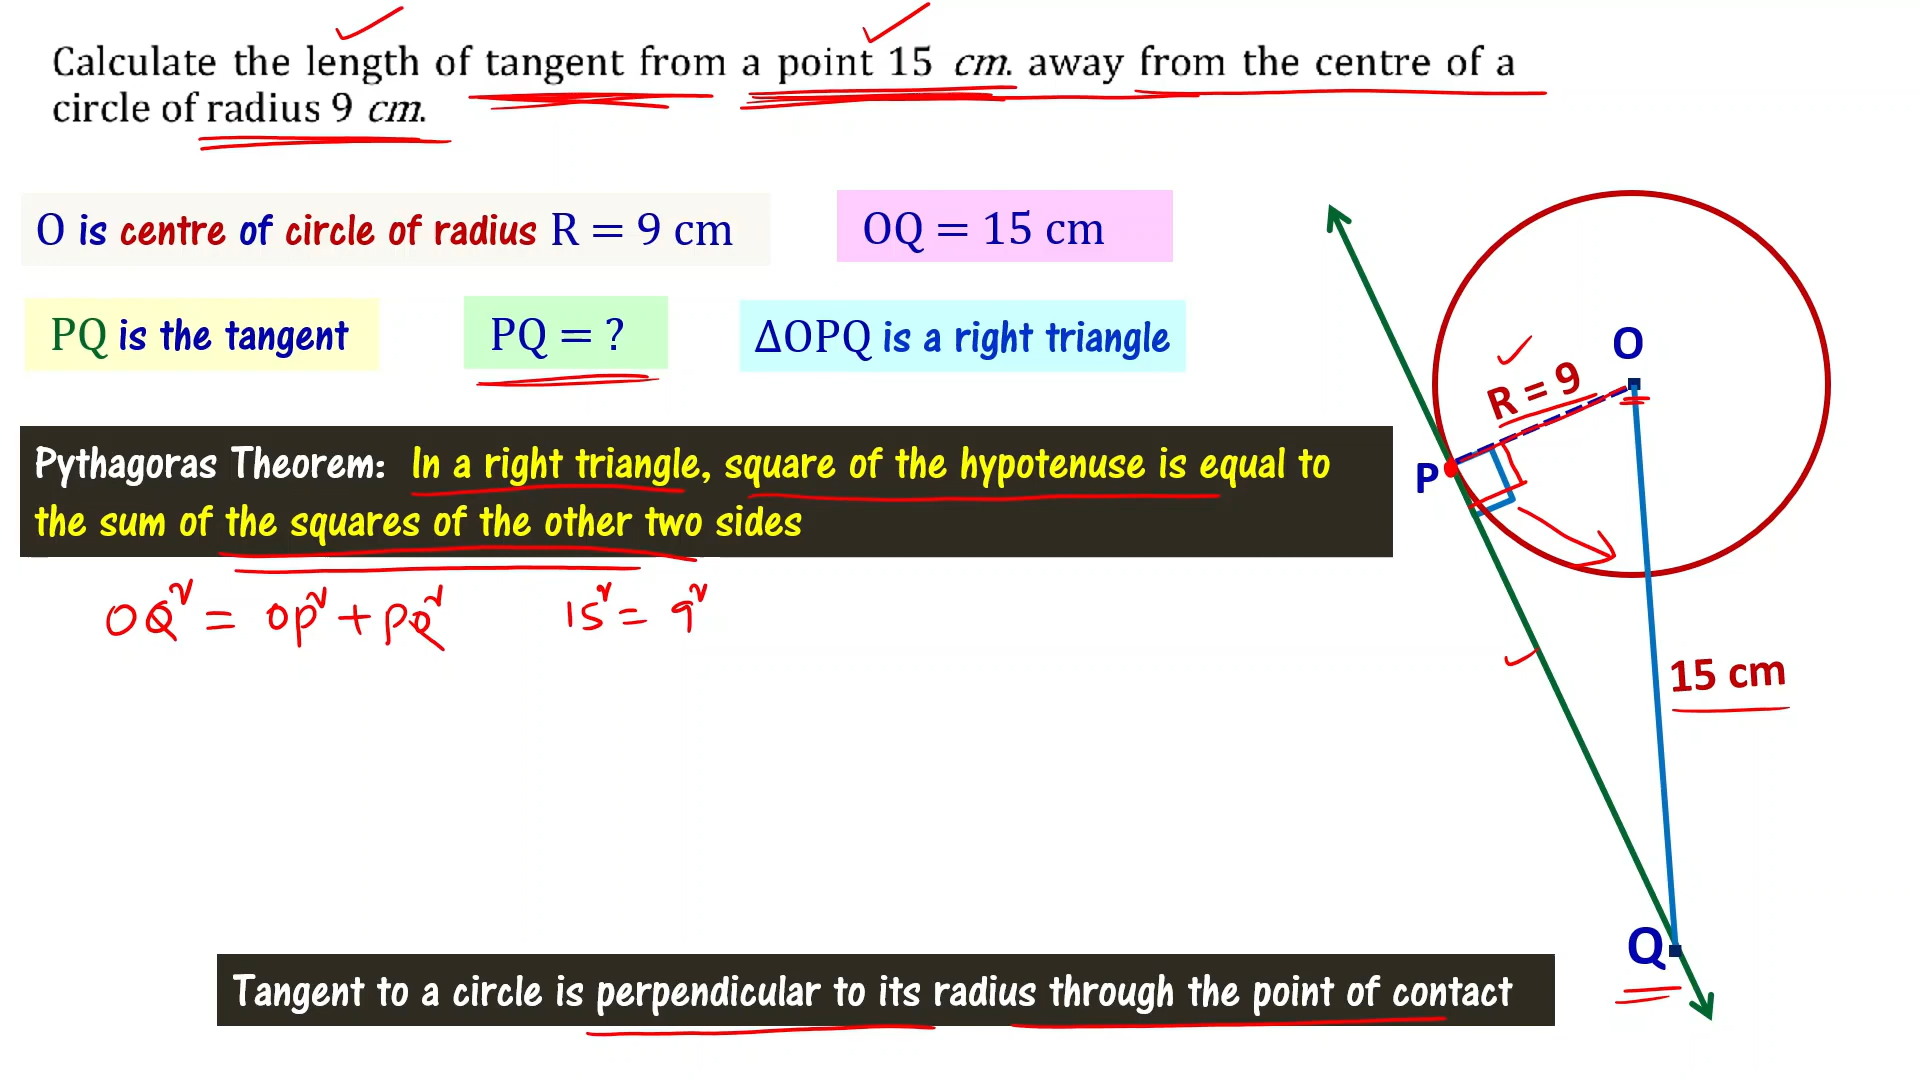 Calculate the length of tangent from a point 15 cm. away from the centre of a
circle of radius 9 cm.
O is centre of circle of radius R = 9 cm
OQ = 15 cm
PQ is the tangent
PQ = ?
ΔOPQ is a right triangle
Pythagoras Theorem: In a right triangle, square of the hypotenuse is equal to
the sum of the squares of the other two sides
OQ² = OP² + PQ²
15² = 9²
O
R = 9
P
15 cm
Q
Tangent to a circle is perpendicular to its radius through the point of contact